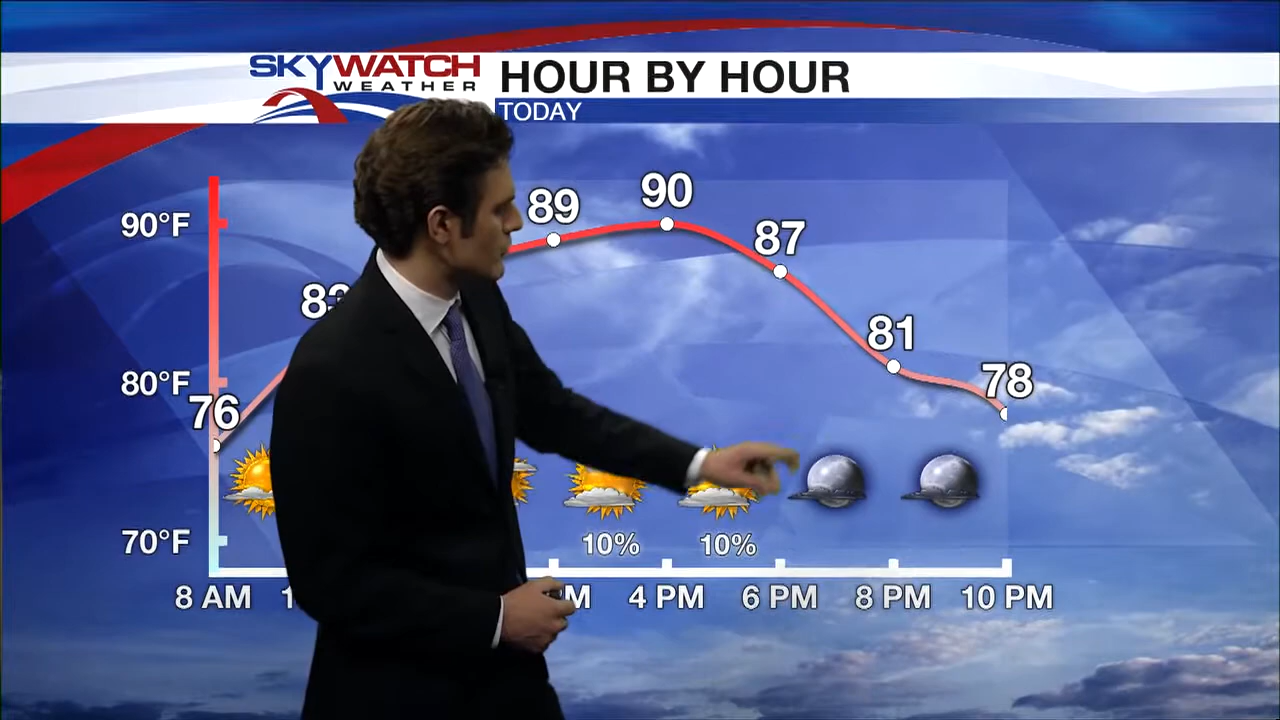 SKYWATCH
WEATHER
HOUR BY HOUR
TODAY
90
89
87
90°F
83
81
80°F
78
76
10% 10%
70°F
8 AM 4 PM 6 PM 8 PM 10 PM